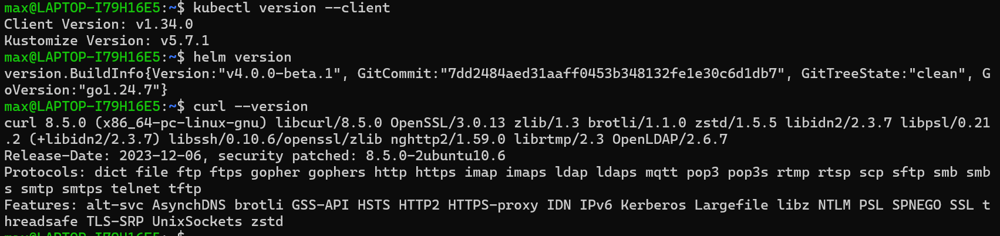 max@LAPTOP-I79H16E5:~$ kubectl version --client
Client Version: v1.34.0
Kustomize Version: v5.7.1
max@LAPTOP-I79H16E5:~$ helm version
version.BuildInfo{Version:"v4.0.0-beta.1", GitCommit:"7dd2484aed31aaff0453b348132fe1e30c6d1db7", GitTreeState:"clean", G
oVersion:"go1.24.7"}
max@LAPTOP-I79H16E5:~$ curl --version
curl 8.5.0 (x86_64-pc-linux-gnu) libcurl/8.5.0 OpenSSL/3.0.13 zlib/1.3 brotli/1.1.0 zstd/1.5.5 libidn2/2.3.7 libpsl/0.21
.2 (+libidn2/2.3.7) libssh/0.10.6/openssl/zlib nghttp2/1.59.0 librtmp/2.3 OpenLDAP/2.6.7
Release-Date: 2023-12-06, security patched: 8.5.0-2ubuntu10.6
Protocols: dict file ftp ftps gopher gophers http https imap imaps ldap ldaps mqtt pop3 pop3s rtmp rtsp scp sftp smb smb
s smtp smtps telnet tftp
Features: alt-svc AsynchDNS brotli GSS-API HSTS HTTP2 HTTPS-proxy IDN IPv6 Kerberos Largefile libz NTLM PSL SPNEGO SSL t
hreadsafe TLS-SRP UnixSockets zstd